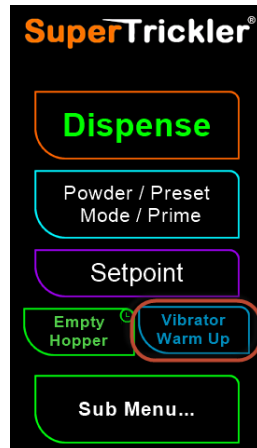 SuperTrickler®
Dispense
Powder / Preset
Mode / Prime
Setpoint
Empty
Hopper
Vibrator
Warm Up
Sub Menu...